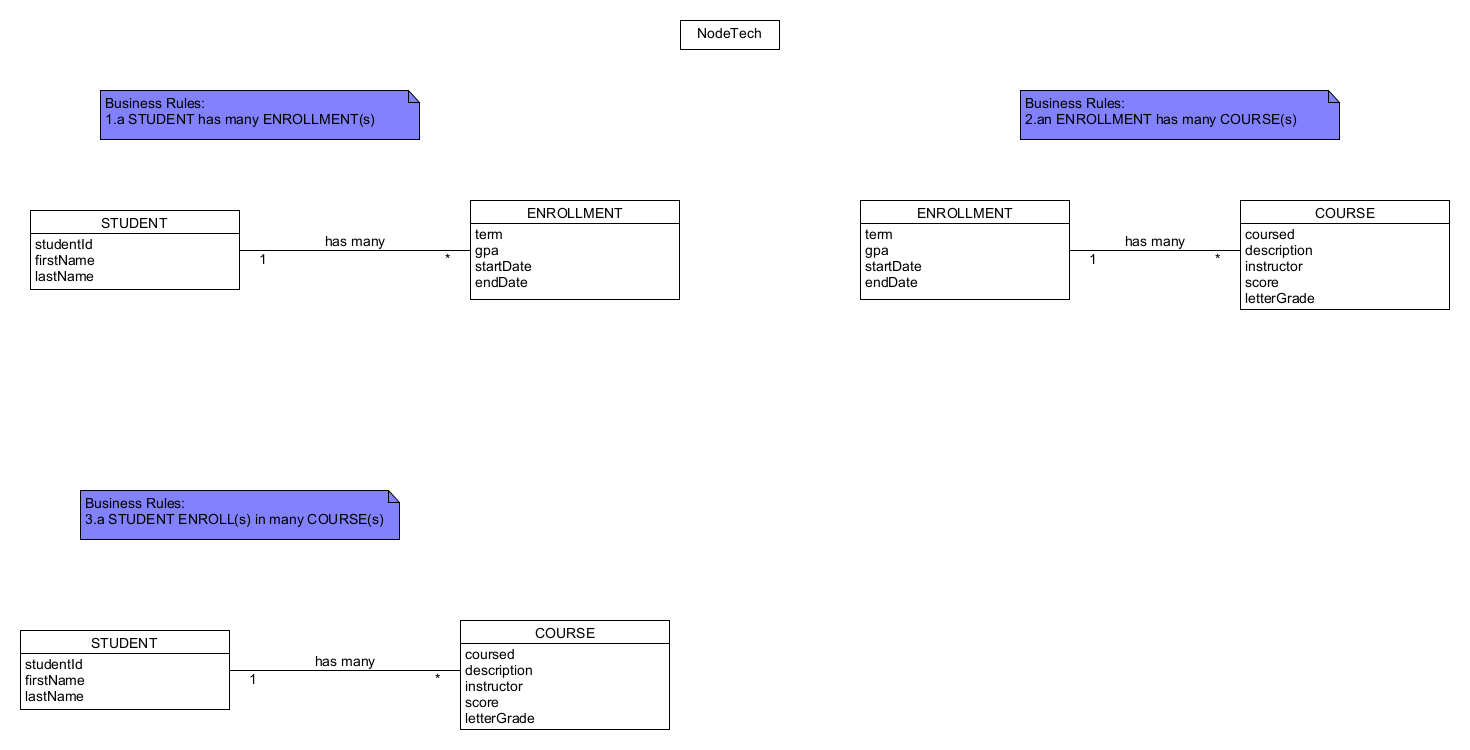 NodeTech
Business Rules:
1.a STUDENT has many ENROLLMENT(s)
Business Rules:
2.an ENROLLMENT has many COURSE(s)
STUDENT
studentId
firstName
lastName
has many
1
*
ENROLLMENT
term
gpa
startDate
endDate
ENROLLMENT
term
gpa
startDate
endDate
has many
1
*
COURSE
coursed
description
instructor
score
letterGrade
Business Rules:
3.a STUDENT ENROLL(s) in many COURSE(s)
STUDENT
studentId
firstName
lastName
has many
1
*
COURSE
coursed
description
instructor
score
letterGrade